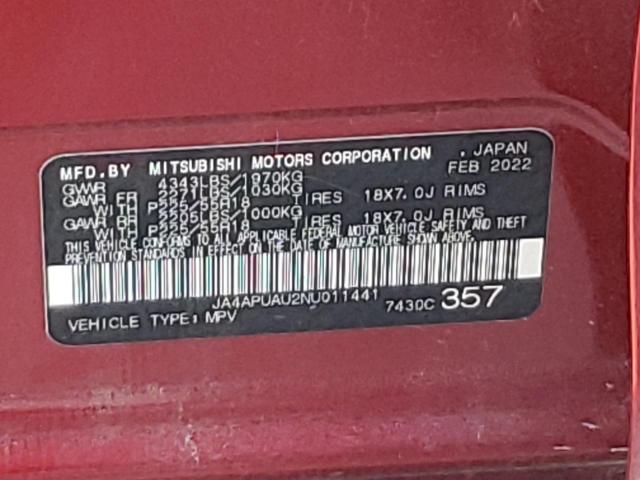 MFD.BY MITSUBISHI MOTORS CORPORATION . JAPAN
FEB 2022
GVWR 4343LBS/1970KG
GAWR FR 2271LBS/1030KG
WITH P225/55R18 TIRES 18X7.0J RIMS
GAWR RR 2205LBS/1000KG
WITH P225/55R18 TIRES 18X7.0J RIMS
THIS VEHICLE CONFORMS TO ALL APPLICABLE FEDERAL MOTOR VEHICLE SAFETY AND THEFT
PREVENTION STANDARDS IN EFFECT ON THE DATE OF MANUFACTURE SHOWN ABOVE.
JA4APUAU2NU011441
VEHICLE TYPE: MPV 7430C 357